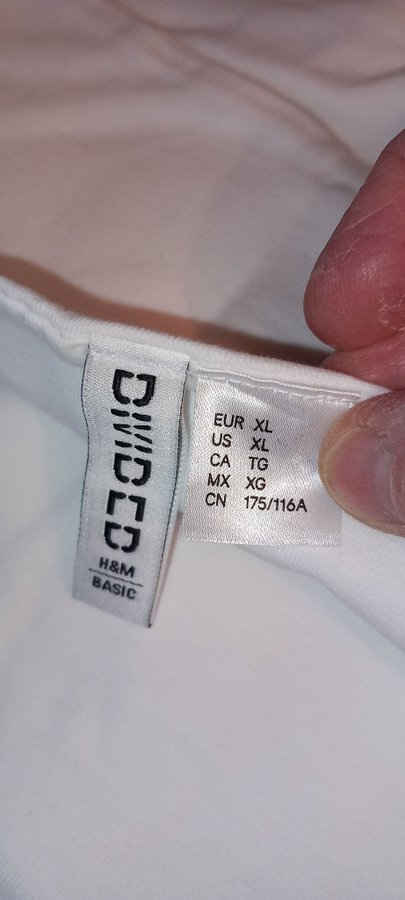 DIVIDED
H&M
BASIC
EUR XL
US XL
CA TG
MX XG
CN 175/116A